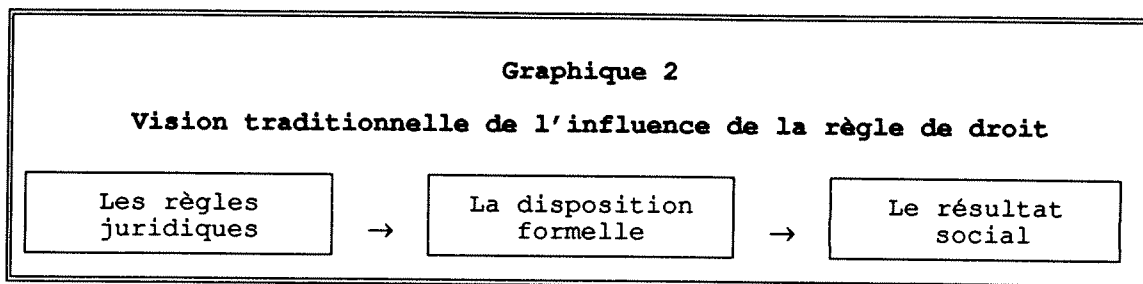 Graphique 2
Vision traditionnelle de l'influence de la règle de droit
Les règles
juridiques
→
La disposition
formelle
→
Le résultat
social